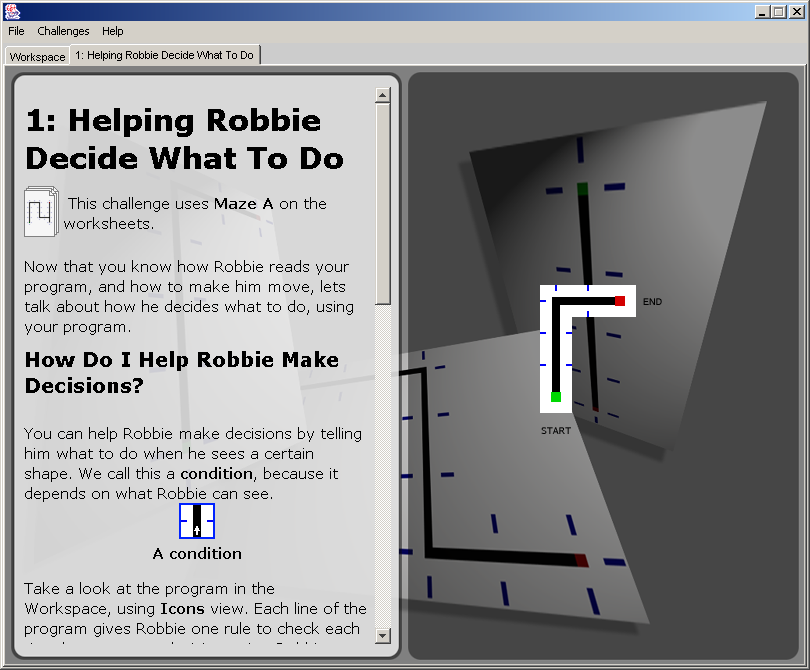 File Challenges Help
Workspace 1: Helping Robbie Decide What To Do
1: Helping Robbie
Decide What To Do
This challenge uses Maze A on the
worksheets.
Now that you know how Robbie reads your
program, and how to make him move, lets
talk about how he decides what to do, using
your program.
How Do I Help Robbie Make
Decisions?
You can help Robbie make decisions by telling
him what to do when he sees a certain
shape. We call this a condition, because it
depends on what Robbie can see.
A condition
Take a look at the program in the
Workspace, using Icons view. Each line of the
program gives Robbie one rule to check each
END
START